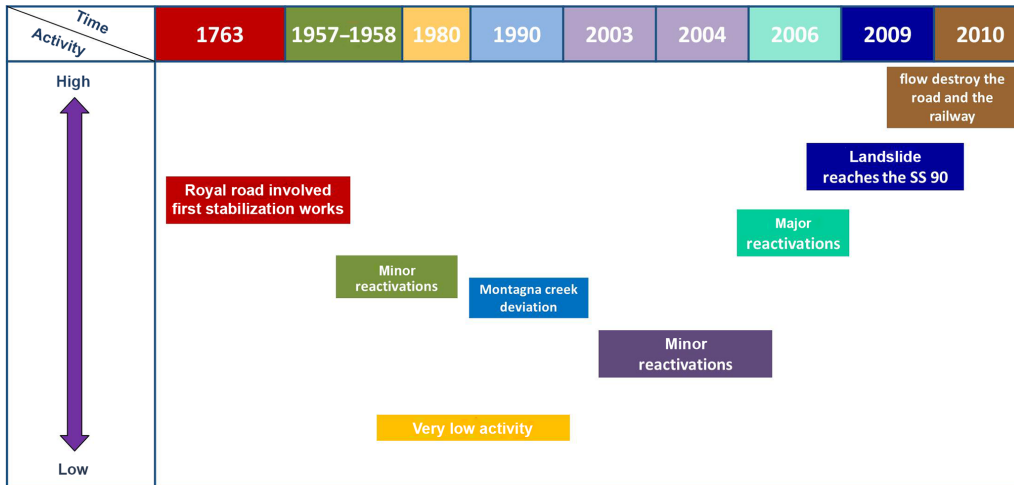 Time
Activity
1763
1957–1958
1980
1990
2003
2004
2006
2009
2010
High
flow destroy the
road and the
railway
Landslide
reaches the SS 90
Royal road involved
first stabilization works
Major
reactivations
Minor
reactivations
Montagna creek
deviation
Minor
reactivations
Very low activity
Low